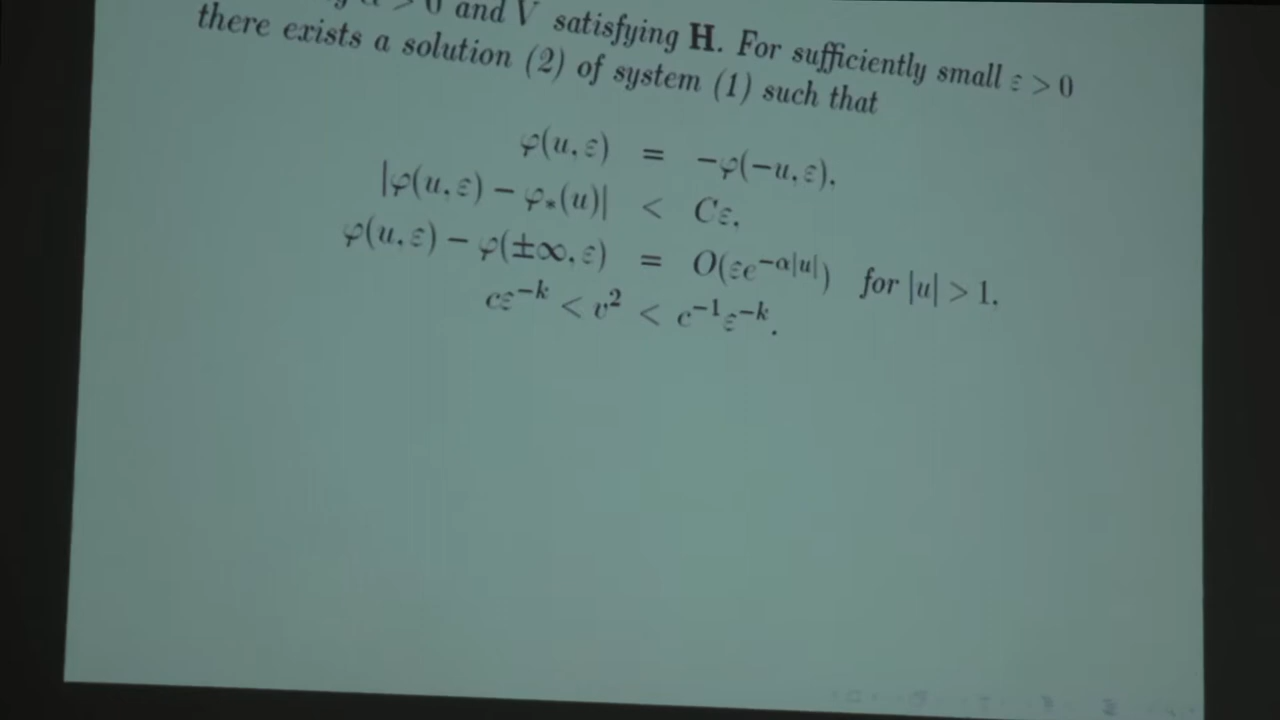 > 0 and V satisfying H. For sufficiently small ε > 0
there exists a solution (2) of system (1) such that
φ(u, ε) = −φ(−u, ε),
|φ(u, ε) − φ∗(u)| < Cε,
φ(u, ε) − φ(±∞, ε) = O(εe^{−α|u|}) for |u| > 1,
cε^{−k} < v² < c^{−1}ε^{−k}.